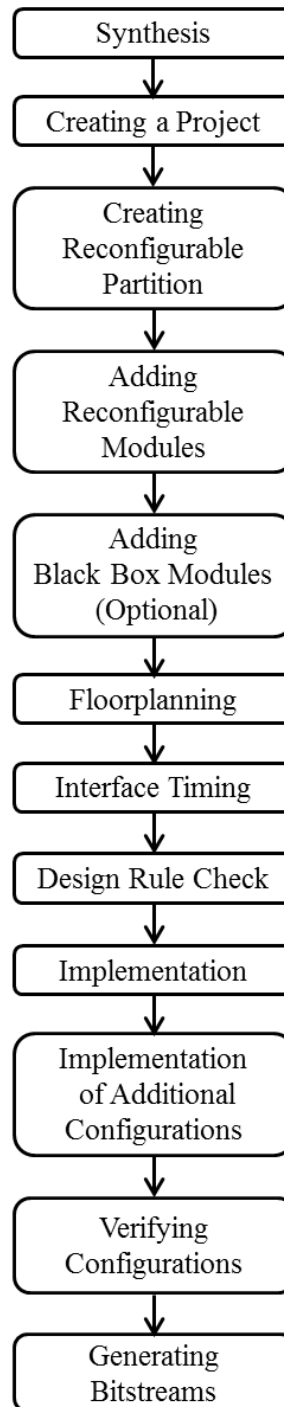 Synthesis
Creating a Project
Creating
Reconfigurable
Partition
Adding
Reconfigurable
Modules
Adding
Black Box Modules
(Optional)
Floorplanning
Interface Timing
Design Rule Check
Implementation
Implementation
of Additional
Configurations
Verifying
Configurations
Generating
Bitstreams